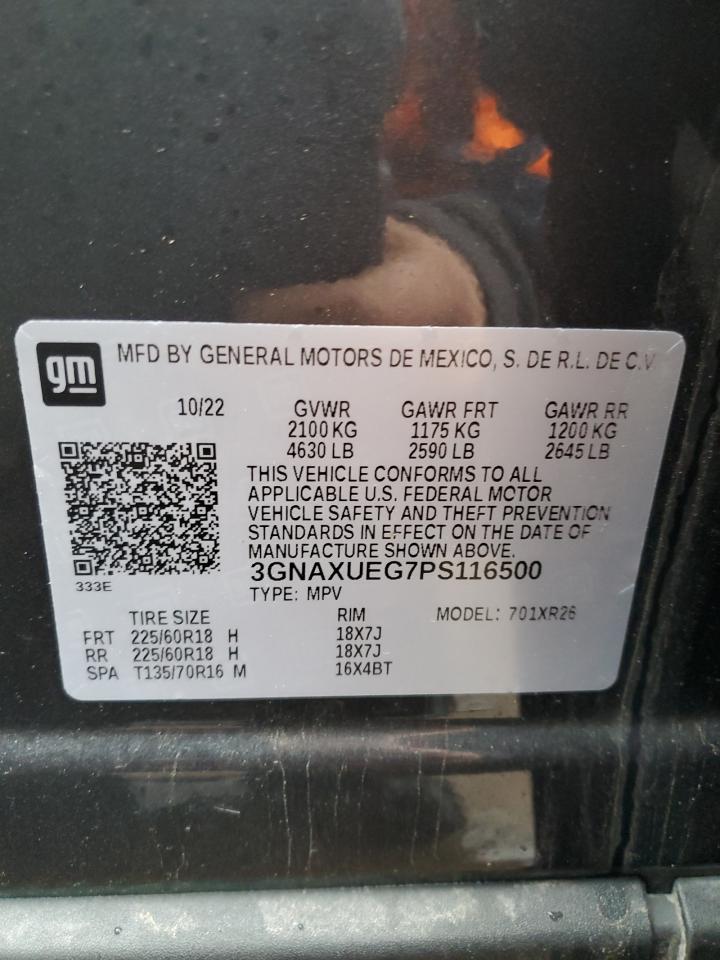 gm MFD BY GENERAL MOTORS DE MEXICO, S. DE R.L. DE C.V
10/22 GVWR GAWR FRT GAWR RR
2100 KG 1175 KG 1200 KG
4630 LB 2590 LB 2645 LB
THIS VEHICLE CONFORMS TO ALL
APPLICABLE U.S. FEDERAL MOTOR
VEHICLE SAFETY AND THEFT PREVENTION
STANDARDS IN EFFECT ON THE DATE OF
MANUFACTURE SHOWN ABOVE.
3GNAXUEG7PS116500
333E
TYPE: MPV
TIRE SIZE RIM MODEL: 701XR26
FRT 225/60R18 H 18X7J
RR 225/60R18 H 18X7J
SPA T135/70R16 M 16X4BT